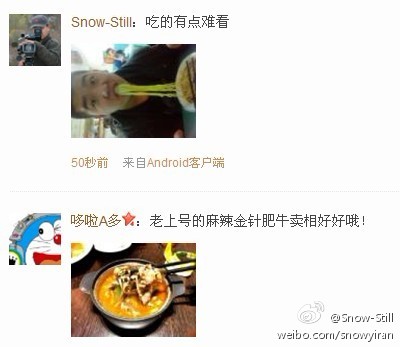 Snow-Still：吃的有点难看
50秒前 来自Android客户端
哆啦A多：老上号的麻辣金针肥牛卖相好好哦！
@Snow-Still
weibo.com/snowyiran